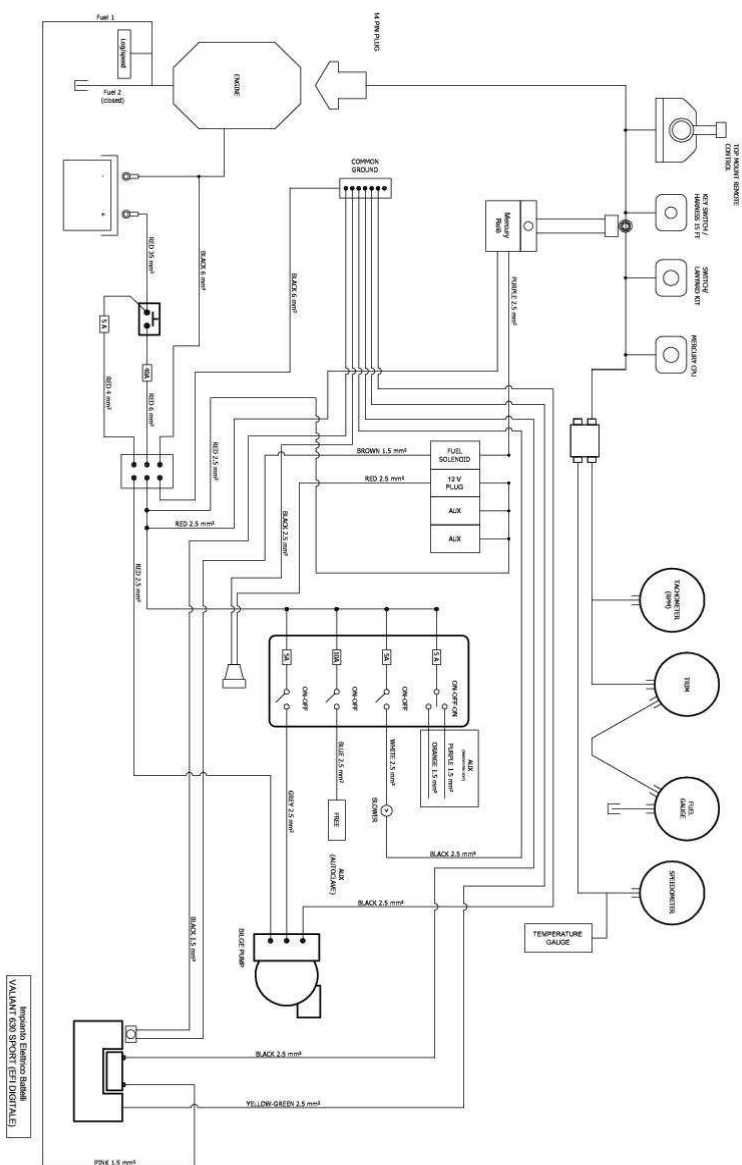 Fuel 1
Log/speed
Fuel 2
(closed)
ENGINE
14 PIN PLUG
TOP MOUNT REMOTE
CONTROL
KEY SWITCH /
HARNESS 15 FT
SWITCH/
LANYARD KIT
MERCURY CPU
COMMON
GROUND
Mercury
Relè
-
+
RED 35 mm²
BLACK 6 mm²
BLACK 6 mm²
PURPLE 2.5 mm²
5 A
40A
RED 4 mm²
RED 6 mm²
RED 2.5 mm²
BROWN 1.5 mm²
FUEL
SOLENOID
RED 2.5 mm²
12 V
PLUG
AUX
AUX
RED 2.5 mm²
BLACK 2.5 mm²
RED 2.5 mm²
TACHOMETER
(RPM)
TRIM
FUEL
GAUGE
SPEEDOMETER
TEMPERATURE
GAUGE
5A
10A
5A
5 A
ON-OFF
ON-OFF
ON-OFF
ON-OFF-ON
GREY 2.5 mm²
BLUE 2.5 mm²
WHITE 2.5 mm²
ORANGE 1.5 mm²
PURPLE 1.5 mm²
AUX
FREE
AUX
(AUTOCLAVE)
BLOWER
BLACK 2.5 mm²
BLACK 2.5 mm²
BLACK 1.5 mm²
BILGE PUMP
BLACK 2.5 mm²
YELLOW-GREEN 2.5 mm²
PINK 1.5 mm²
Impianto Elettrico Battelli
VALIANT 630 SPORT (EFI DIGITALE)